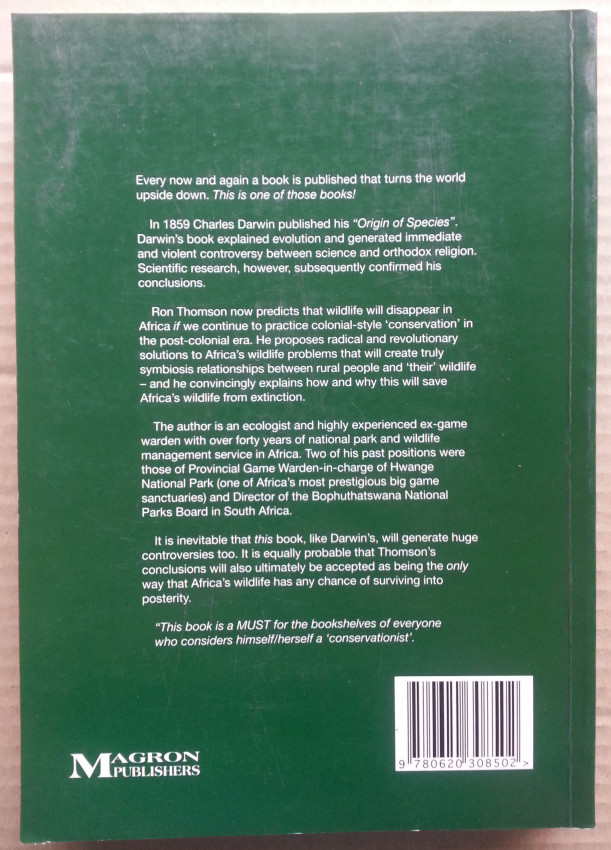 Every now and again a book is published that turns the world
upside down. This is one of those books!
In 1859 Charles Darwin published his "Origin of Species".
Darwin's book explained evolution and generated immediate
and violent controversy between science and orthodox religion.
Scientific research, however, subsequently confirmed his
conclusions.
Ron Thomson now predicts that wildlife will disappear in
Africa if we continue to practice colonial-style 'conservation' in
the post-colonial era. He proposes radical and revolutionary
solutions to Africa's wildlife problems that will create truly
symbiosis relationships between rural people and 'their' wildlife
– and he convincingly explains how and why this will save
Africa's wildlife from extinction.
The author is an ecologist and highly experienced ex-game
warden with over forty years of national park and wildlife
management service in Africa. Two of his past positions were
those of Provincial Game Warden-in-charge of Hwange
National Park (one of Africa's most prestigious big game
sanctuaries) and Director of the Bophuthatswana National
Parks Board in South Africa.
It is inevitable that this book, like Darwin's, will generate huge
controversies too. It is equally probable that Thomson's
conclusions will also ultimately be accepted as being the only
way that Africa's wildlife has any chance of surviving into
posterity.
"This book is a MUST for the bookshelves of everyone
who considers himself/herself a 'conservationist'.
MAGRON
PUBLISHERS
9 780620 308502 >